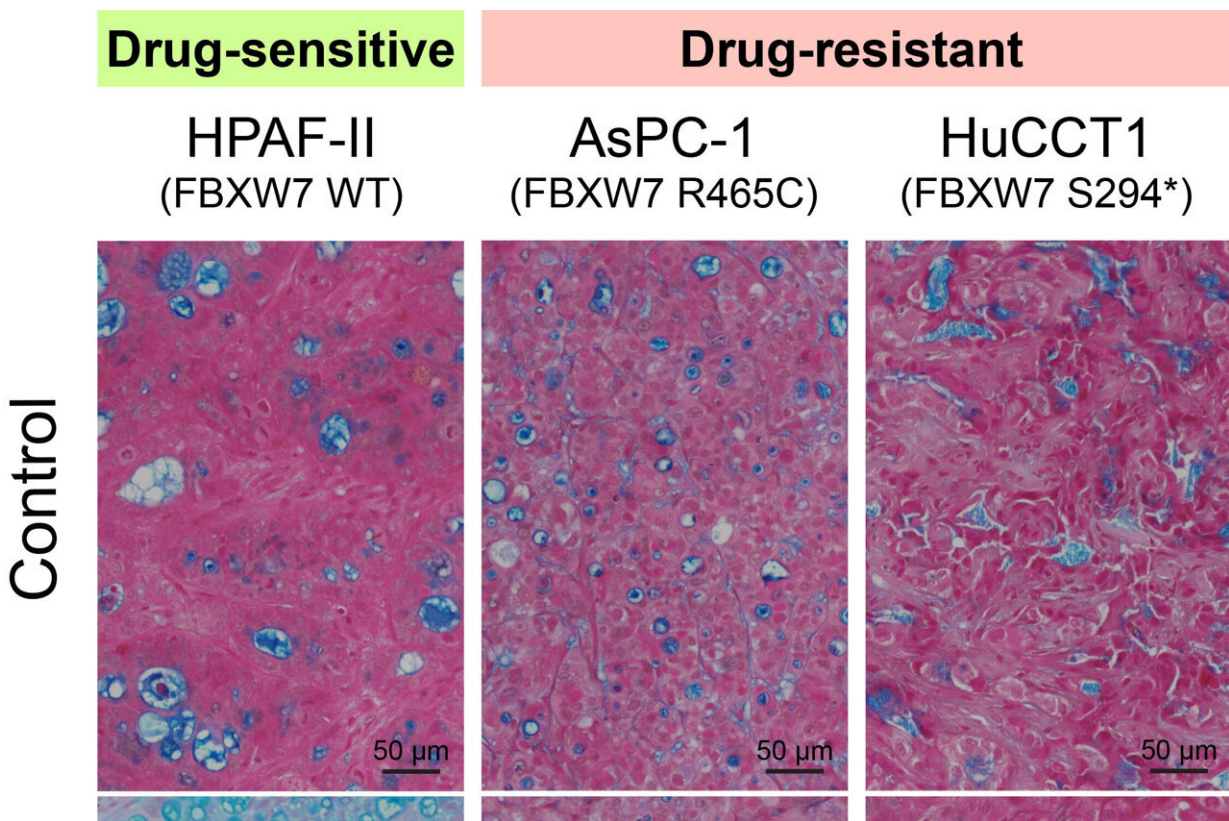 Drug-sensitive
Drug-resistant
HPAF-II
(FBXW7 WT)
AsPC-1
(FBXW7 R465C)
HuCCT1
(FBXW7 S294*)
Control
50 µm
50 µm
50 µm